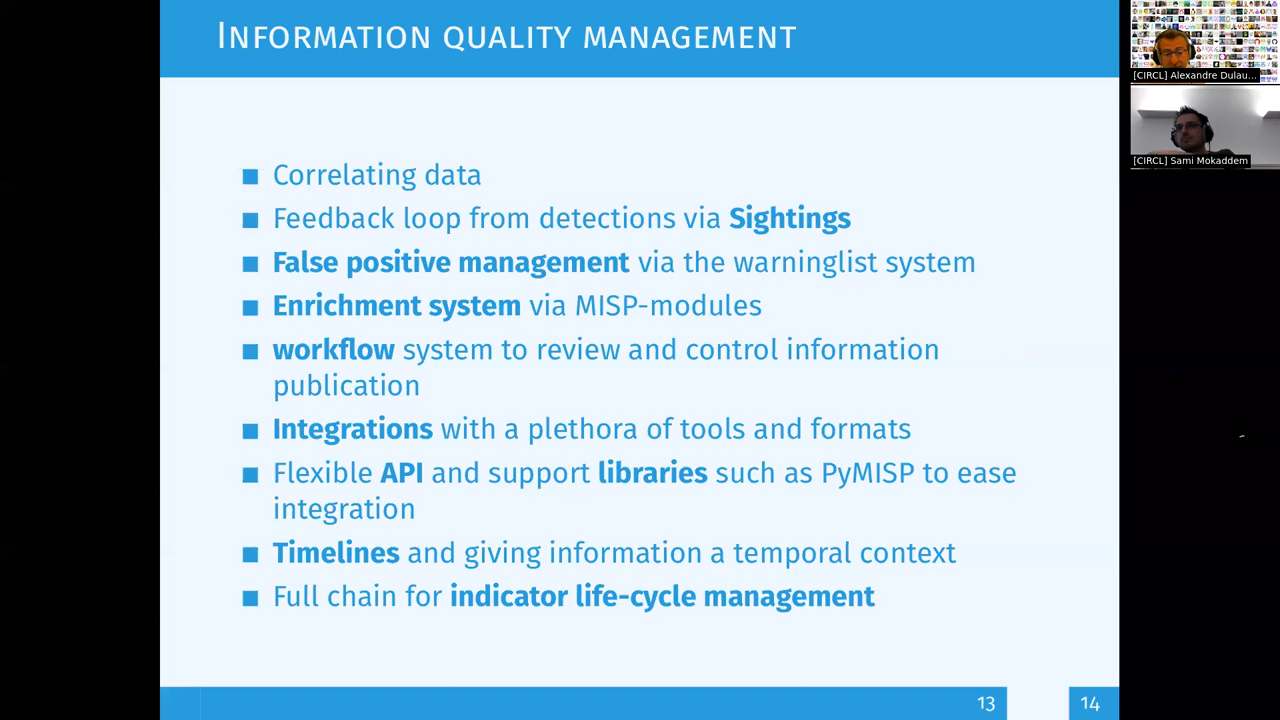 INFORMATION QUALITY MANAGEMENT
[CIRCL] Alexandre Dulau...
[CIRCL] Sami Mokaddem
■ Correlating data
■ Feedback loop from detections via Sightings
■ False positive management via the warninglist system
■ Enrichment system via MISP-modules
■ workflow system to review and control information
publication
■ Integrations with a plethora of tools and formats
■ Flexible API and support libraries such as PyMISP to ease
integration
■ Timelines and giving information a temporal context
■ Full chain for indicator life-cycle management
13 14